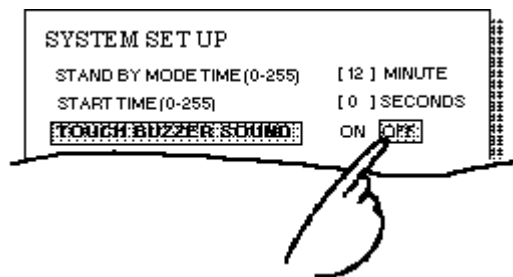 SYSTEM SET UP
STAND BY MODE TIME (0-255) [ 12 ] MINUTE
START TIME (0-255) [ 0 ] SECONDS
TOUCH BUZZER SOUND ON OFF